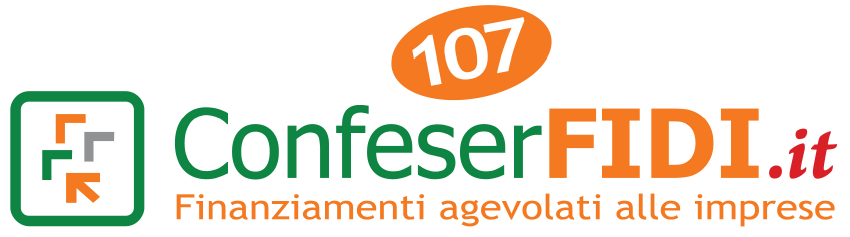 107
ConfeserFIDI.it
Finanziamenti agevolati alle imprese